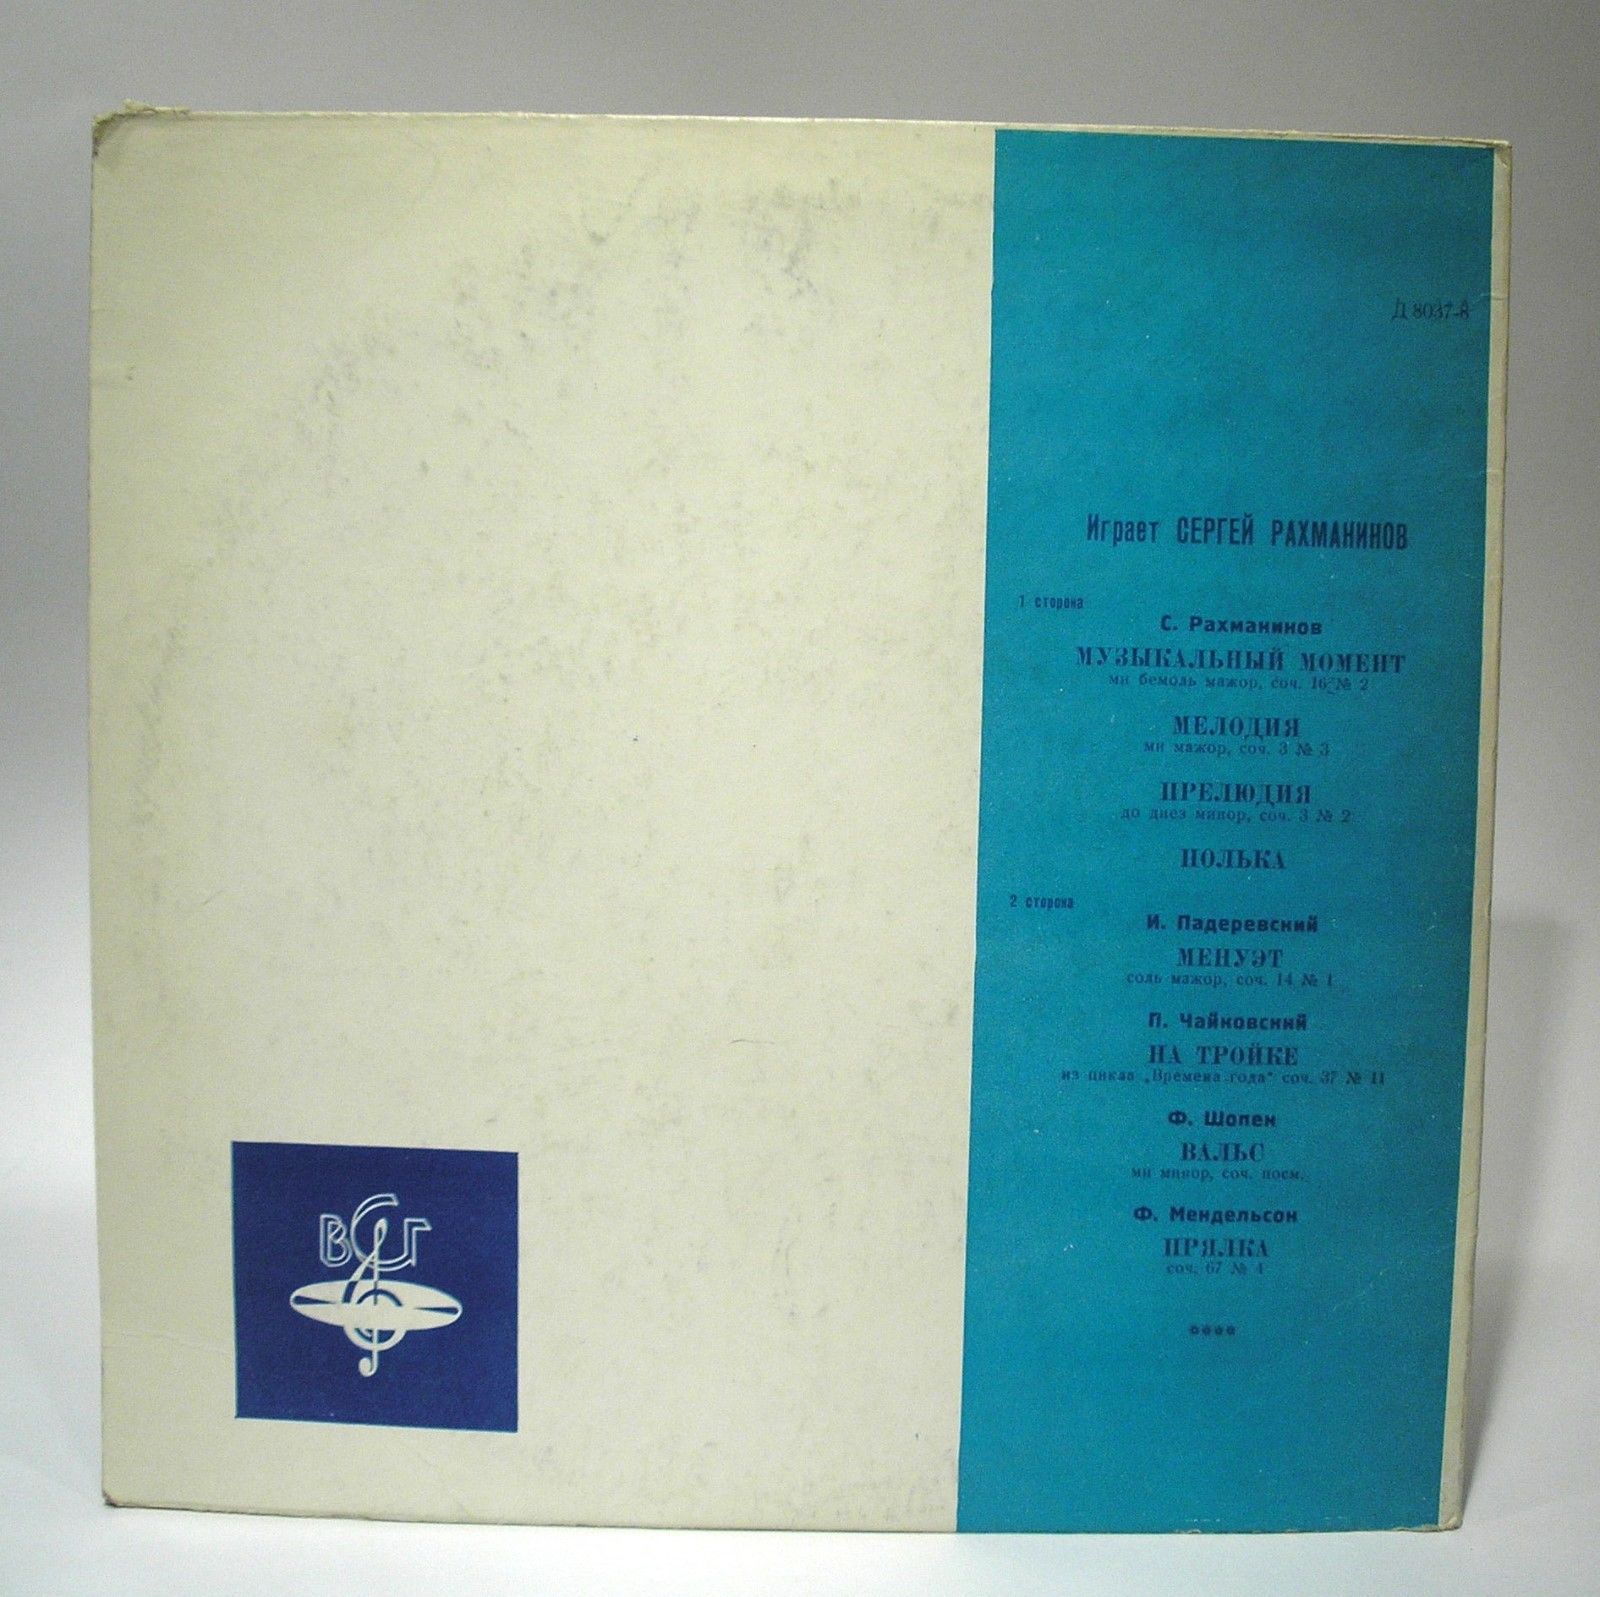 Д 8037-8
Играет СЕРГЕЙ РАХМАНИНОВ
1 сторона
С. Рахманинов
МУЗЫКАЛЬНЫЙ МОМЕНТ
ми бемоль мажор, соч. 16 № 2
МЕЛОДИЯ
ми мажор, соч. 3 № 3
ПРЕЛЮДИЯ
до диез минор, соч. 3 № 2
ПОЛЬКА
2 сторона
И. Падеревский
МЕНУЭТ
соль мажор, соч. 14 № 1
П. Чайковский
НА ТРОЙКЕ
из цикла „Времена года“ соч. 37 № 11
Ф. Шопен
ВАЛЬС
ми минор, соч. посм.
Ф. Мендельсон
ПРЯЛКА
соч. 67 № 4
ВСГ